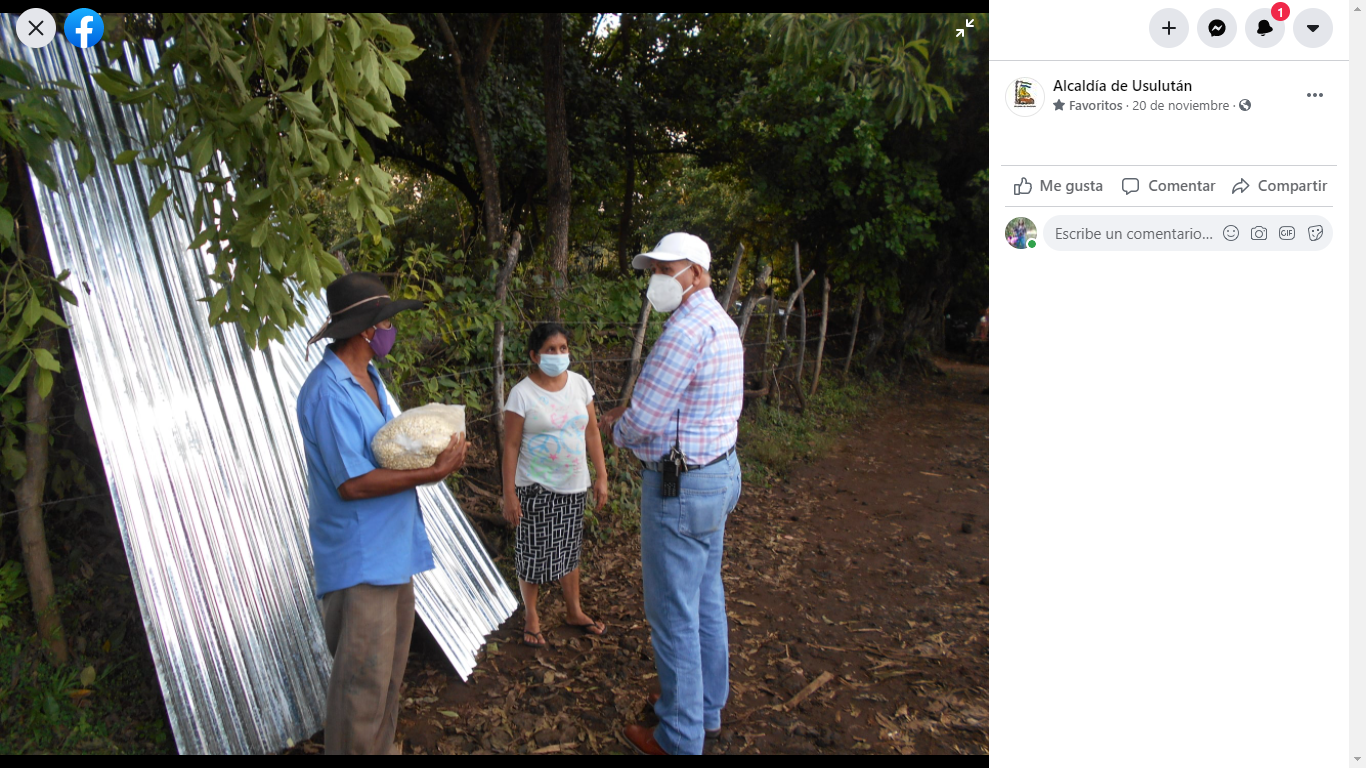 1
Alcaldía de Usulután
Favoritos · 20 de noviembre ·
Me gusta Comentar Compartir
Escribe un comentario... GIF